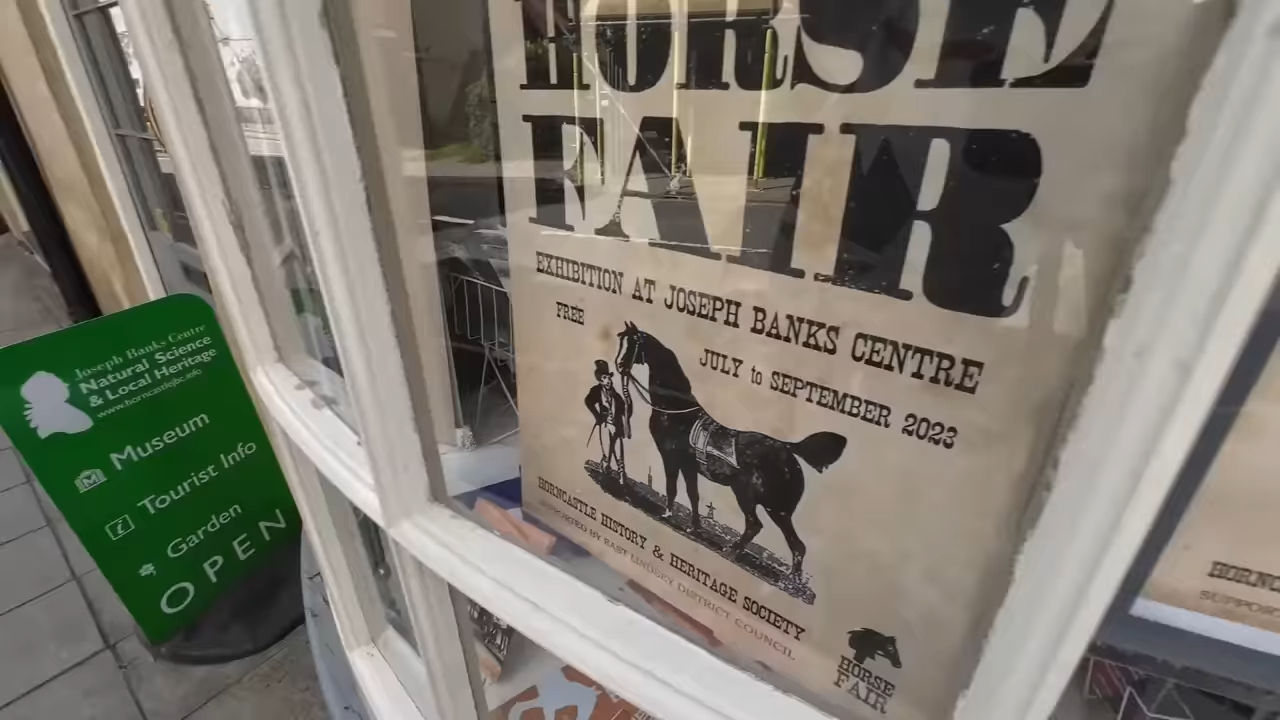 HORSE
FAIR
EXHIBITION AT JOSEPH BANKS CENTRE
FREE
JULY to SEPTEMBER 2023
HORNCASTLE HISTORY & HERITAGE SOCIETY
SUPPORTED BY EAST LINDSEY DISTRICT COUNCIL
HORSE
FAIR
Joseph Banks Centre
Natural Science
& Local Heritage
www.horncastlejbc.info
Museum
M
i
Tourist Info
Garden
OPEN
HORNC
SUPPOR